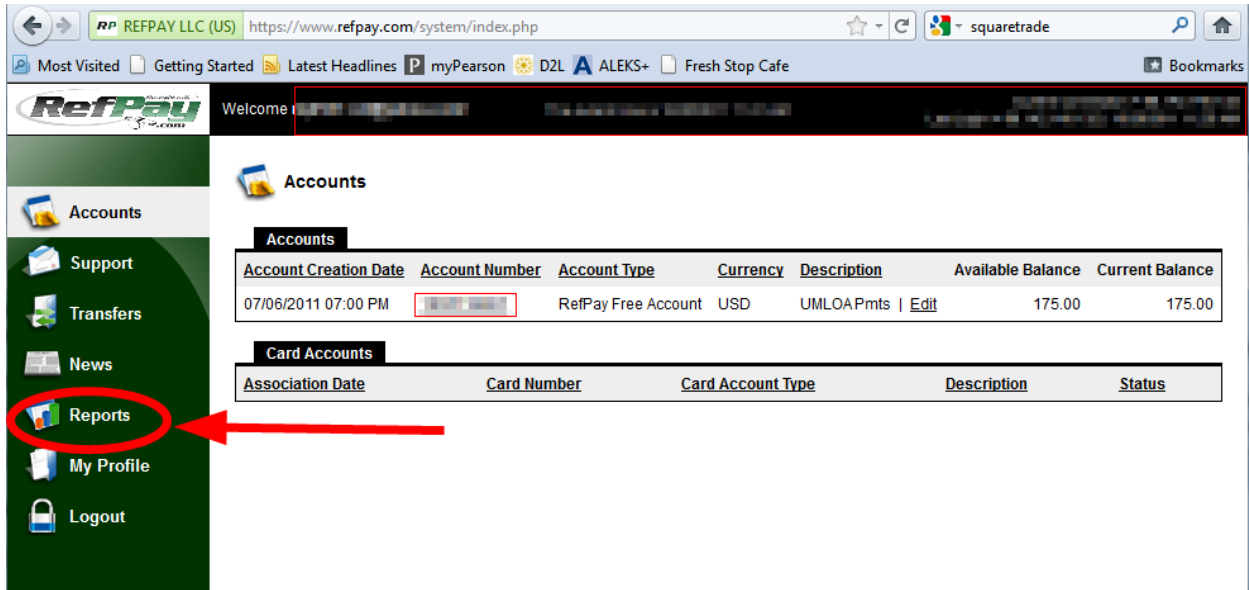 RP REFPAY LLC (US) https://www.refpay.com/system/index.php squaretrade
Most Visited Getting Started Latest Headlines P myPearson D2L A ALEKS+ Fresh Stop Cafe Bookmarks
RefPay .com Welcome
Accounts
Accounts
Support
Transfers
News
Reports
My Profile
Logout
Accounts
Account Creation Date Account Number Account Type Currency Description Available Balance Current Balance
07/06/2011 07:00 PM RefPay Free Account USD UMLOA Pmts | Edit 175.00 175.00
Card Accounts
Association Date Card Number Card Account Type Description Status